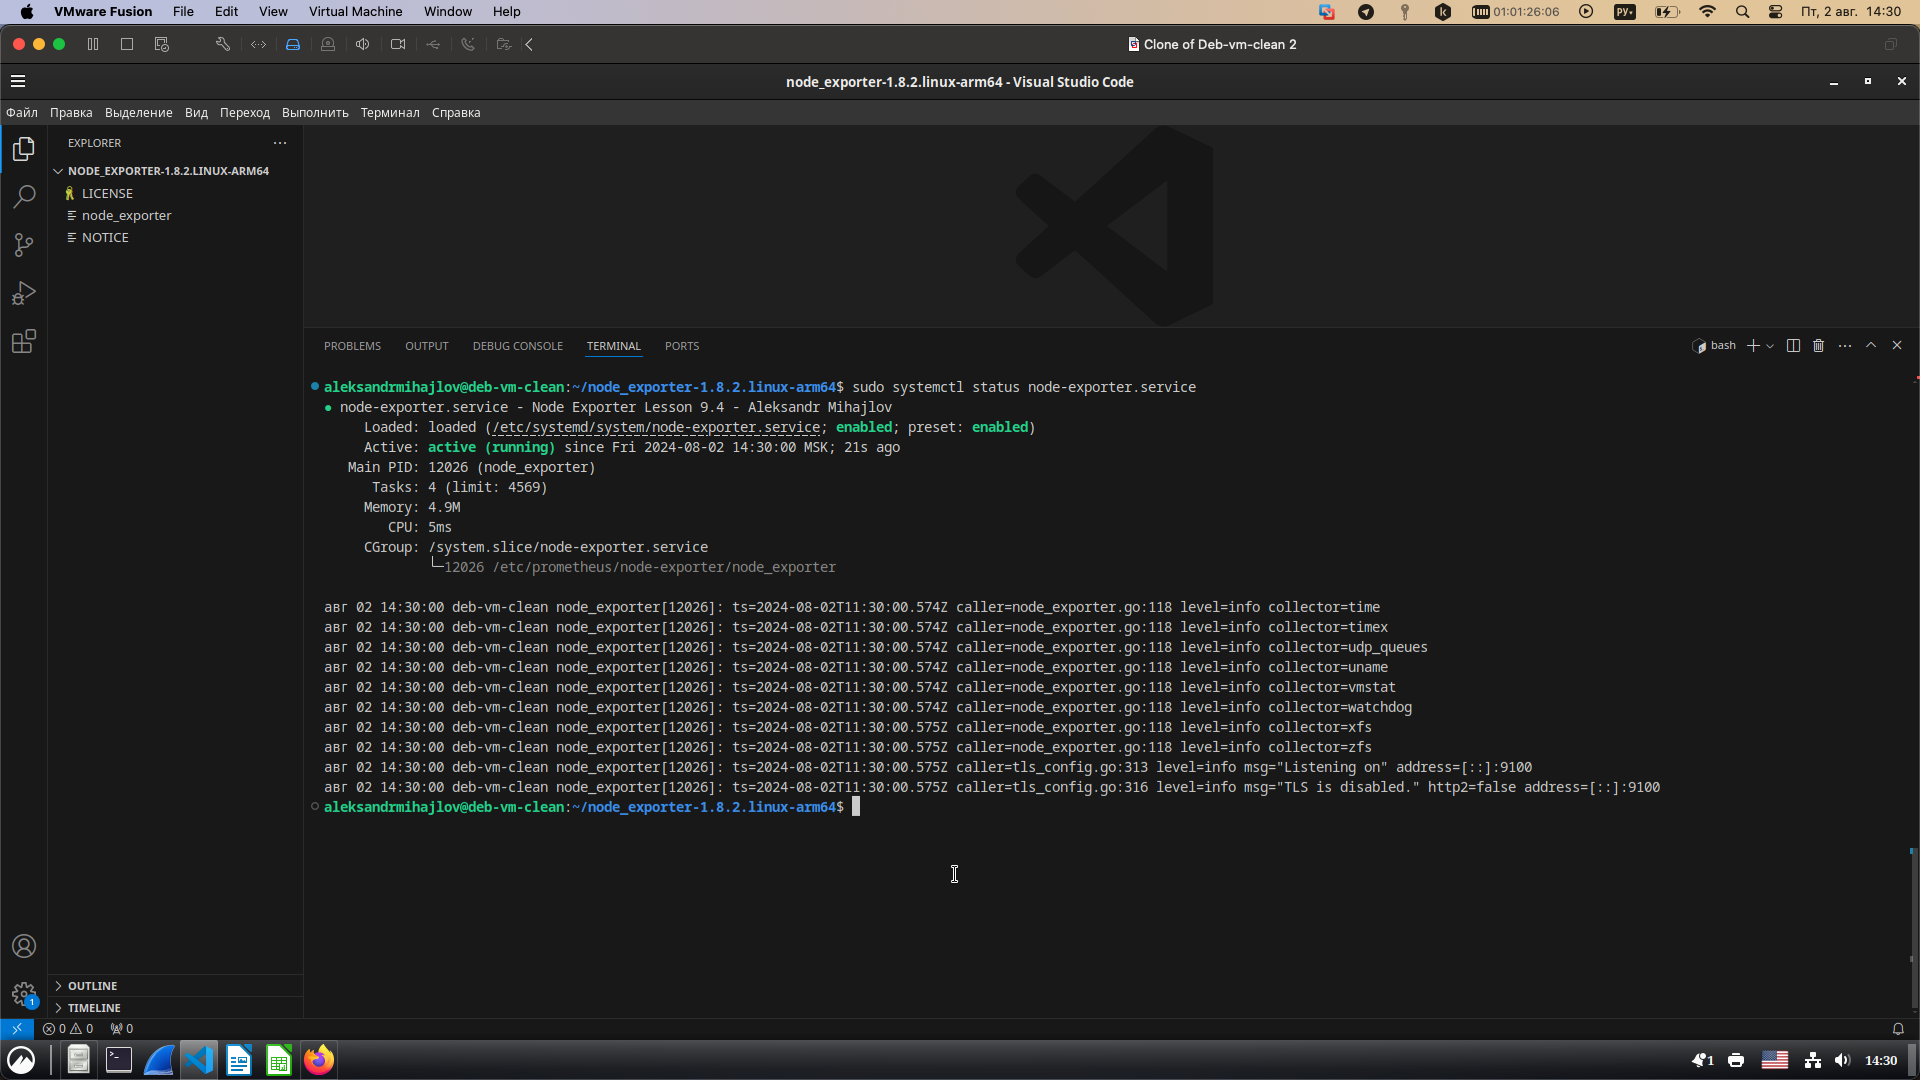 VMware Fusion File Edit View Virtual Machine Window Help 01:01:26:06 РУ Пт, 2 авг. 14:30
Clone of Deb-vm-clean 2
node_exporter-1.8.2.linux-arm64 - Visual Studio Code
Файл Правка Выделение Вид Переход Выполнить Терминал Справка
EXPLORER
NODE_EXPORTER-1.8.2.LINUX-ARM64
LICENSE
node_exporter
NOTICE
PROBLEMS OUTPUT DEBUG CONSOLE TERMINAL PORTS bash
aleksandrmihajlov@deb-vm-clean:~/node_exporter-1.8.2.linux-arm64$ sudo systemctl status node-exporter.service
● node-exporter.service - Node Exporter Lesson 9.4 - Aleksandr Mihajlov
Loaded: loaded (/etc/systemd/system/node-exporter.service; enabled; preset: enabled)
Active: active (running) since Fri 2024-08-02 14:30:00 MSK; 21s ago
Main PID: 12026 (node_exporter)
Tasks: 4 (limit: 4569)
Memory: 4.9M
CPU: 5ms
CGroup: /system.slice/node-exporter.service
└─12026 /etc/prometheus/node-exporter/node_exporter
авг 02 14:30:00 deb-vm-clean node_exporter[12026]: ts=2024-08-02T11:30:00.574Z caller=node_exporter.go:118 level=info collector=time
авг 02 14:30:00 deb-vm-clean node_exporter[12026]: ts=2024-08-02T11:30:00.574Z caller=node_exporter.go:118 level=info collector=timex
авг 02 14:30:00 deb-vm-clean node_exporter[12026]: ts=2024-08-02T11:30:00.574Z caller=node_exporter.go:118 level=info collector=udp_queues
авг 02 14:30:00 deb-vm-clean node_exporter[12026]: ts=2024-08-02T11:30:00.574Z caller=node_exporter.go:118 level=info collector=uname
авг 02 14:30:00 deb-vm-clean node_exporter[12026]: ts=2024-08-02T11:30:00.574Z caller=node_exporter.go:118 level=info collector=vmstat
авг 02 14:30:00 deb-vm-clean node_exporter[12026]: ts=2024-08-02T11:30:00.574Z caller=node_exporter.go:118 level=info collector=watchdog
авг 02 14:30:00 deb-vm-clean node_exporter[12026]: ts=2024-08-02T11:30:00.575Z caller=node_exporter.go:118 level=info collector=xfs
авг 02 14:30:00 deb-vm-clean node_exporter[12026]: ts=2024-08-02T11:30:00.575Z caller=node_exporter.go:118 level=info collector=zfs
авг 02 14:30:00 deb-vm-clean node_exporter[12026]: ts=2024-08-02T11:30:00.575Z caller=tls_config.go:313 level=info msg="Listening on" address=[::]:9100
авг 02 14:30:00 deb-vm-clean node_exporter[12026]: ts=2024-08-02T11:30:00.575Z caller=tls_config.go:316 level=info msg="TLS is disabled." http2=false address=[::]:9100
aleksandrmihajlov@deb-vm-clean:~/node_exporter-1.8.2.linux-arm64$
1
OUTLINE
TIMELINE
0 0 0
1 14:30